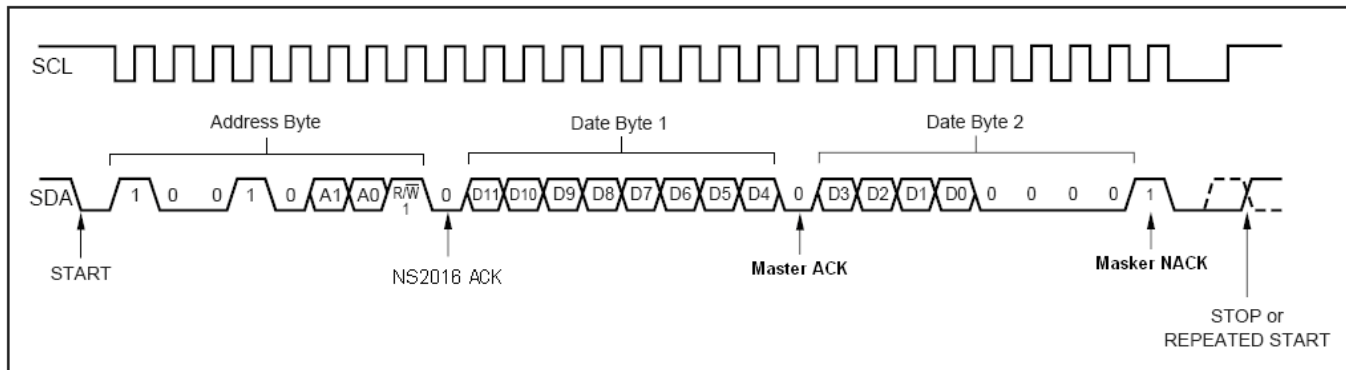 SCL
Address Byte
Date Byte 1
Date Byte 2
SDA
1 0 0 1 0 A1 A0 R/W̅ 1 0 D11 D10 D9 D8 D7 D6 D5 D4 0 D3 D2 D1 D0 0 0 0 0 1
START
NS2016 ACK
Master ACK
Masker NACK
STOP or
REPEATED START